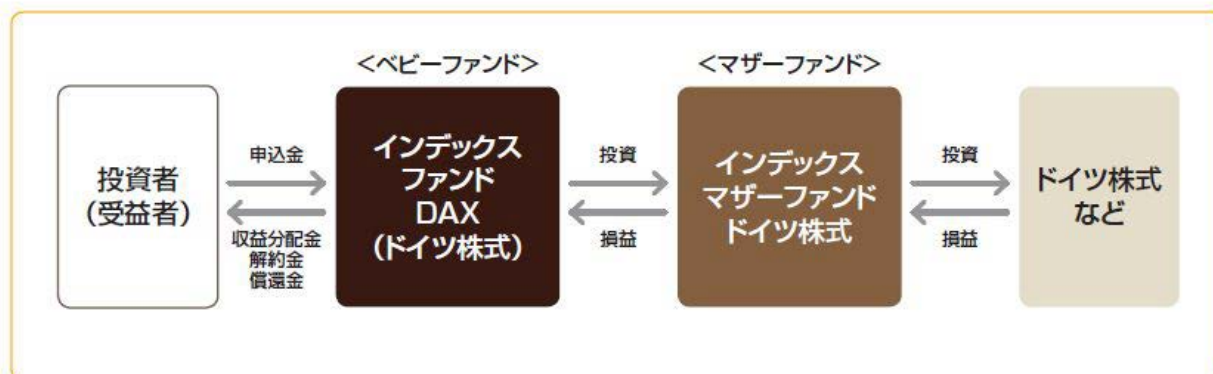 <ベビーファンド>
<マザーファンド>
投資者
(受益者)
申込金
収益分配金
解約金
償還金
インデックス
ファンド
DAX
(ドイツ株式)
投資
損益
インデックス
マザーファンド
ドイツ株式
投資
損益
ドイツ株式
など